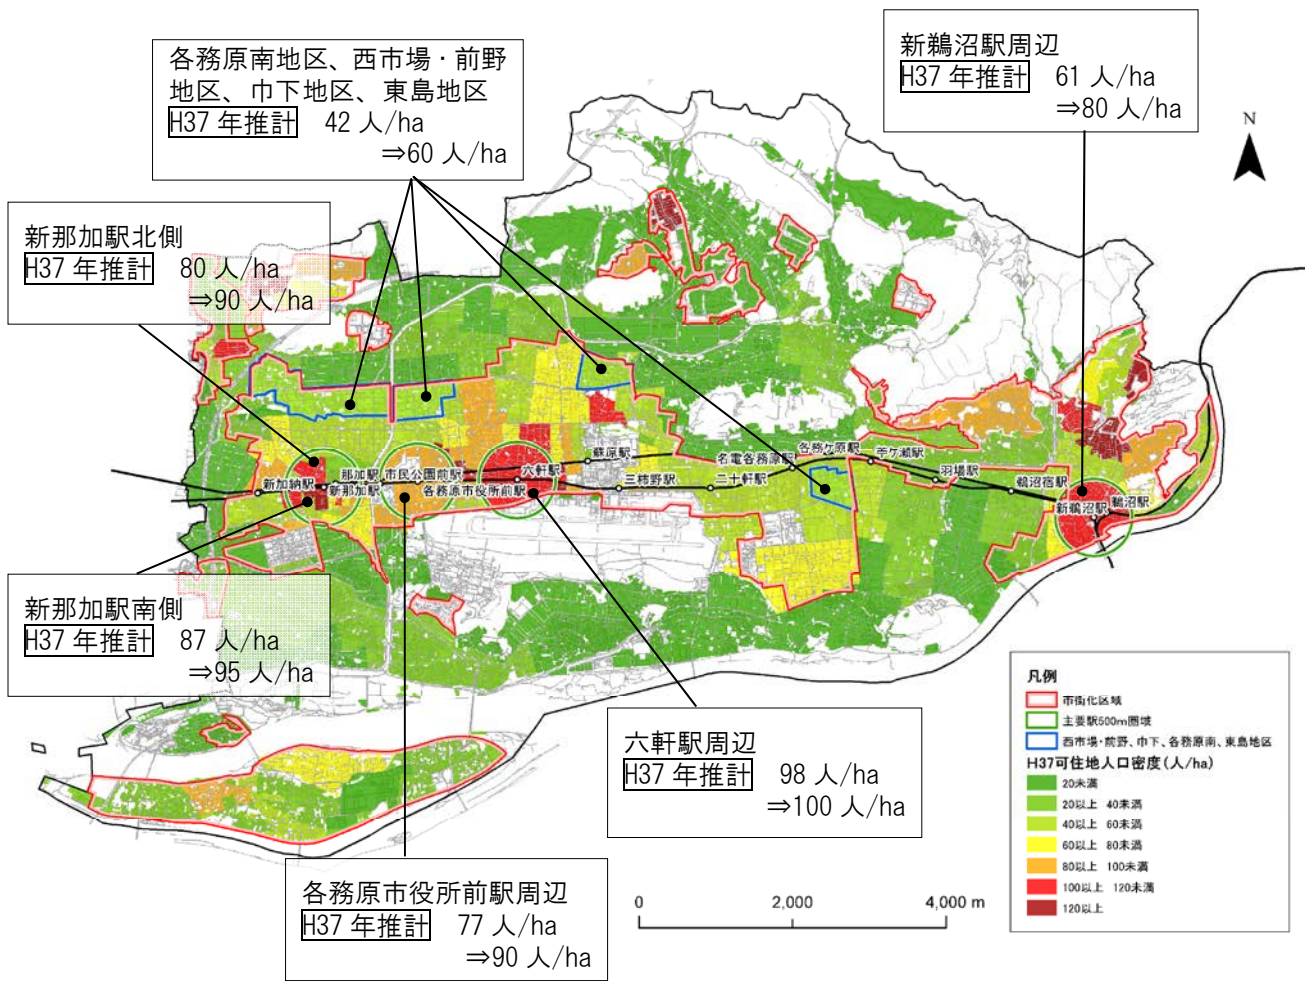 各務原南地区、西市場・前野
地区、巾下地区、東島地区
H37 年推計 42 人/ha
⇒60 人/ha
新鵜沼駅周辺
H37 年推計 61 人/ha
⇒80 人/ha
N
新那加駅北側
H37 年推計 80 人/ha
⇒90 人/ha
新加納駅
那加駅
新那加駅
市民公園前駅
各務原市役所前駅
六軒駅
蘇原駅
三柿野駅
二十軒駅
名電各務原駅
各務ケ原駅
苧ケ瀬駅
羽場駅
鵜沼宿駅
新鵜沼駅
鵜沼駅
新那加駅南側
H37 年推計 87 人/ha
⇒95 人/ha
六軒駅周辺
H37 年推計 98 人/ha
⇒100 人/ha
各務原市役所前駅周辺
H37 年推計 77 人/ha
⇒90 人/ha
0 2,000 4,000 m
凡例
市街化区域
主要駅500m圏域
西市場・前野、巾下、各務原南、東島地区
H37可住地人口密度(人/ha)
20未満
20以上 40未満
40以上 60未満
60以上 80未満
80以上 100未満
100以上 120未満
120以上